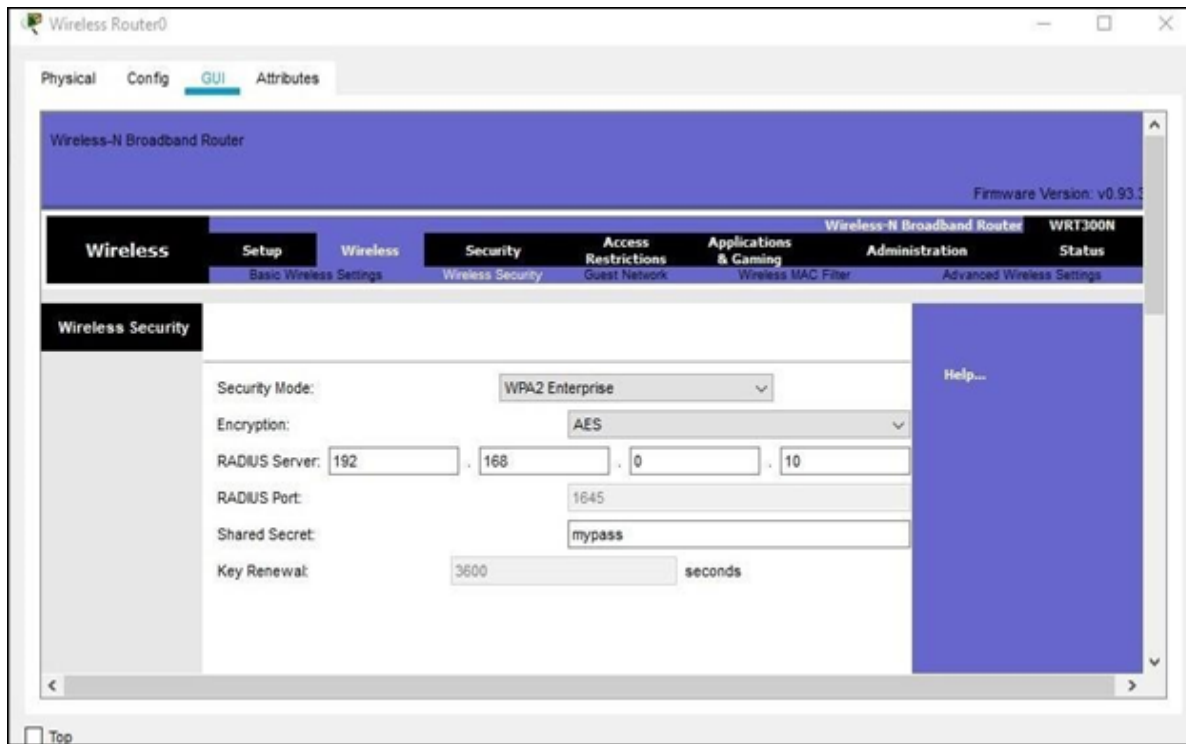 Wireless Router0
Physical Config GUI Attributes
Wireless-N Broadband Router
Firmware Version: v0.93.3
Wireless-N Broadband Router WRT300N
Wireless Setup Wireless Security Access Restrictions Applications & Gaming Administration Status
Basic Wireless Settings Wireless Security Guest Network Wireless MAC Filter Advanced Wireless Settings
Wireless Security
Help...
Security Mode: WPA2 Enterprise
Encryption: AES
RADIUS Server: 192 . 168 . 0 . 10
RADIUS Port: 1645
Shared Secret: mypass
Key Renewal: 3600 seconds
Top